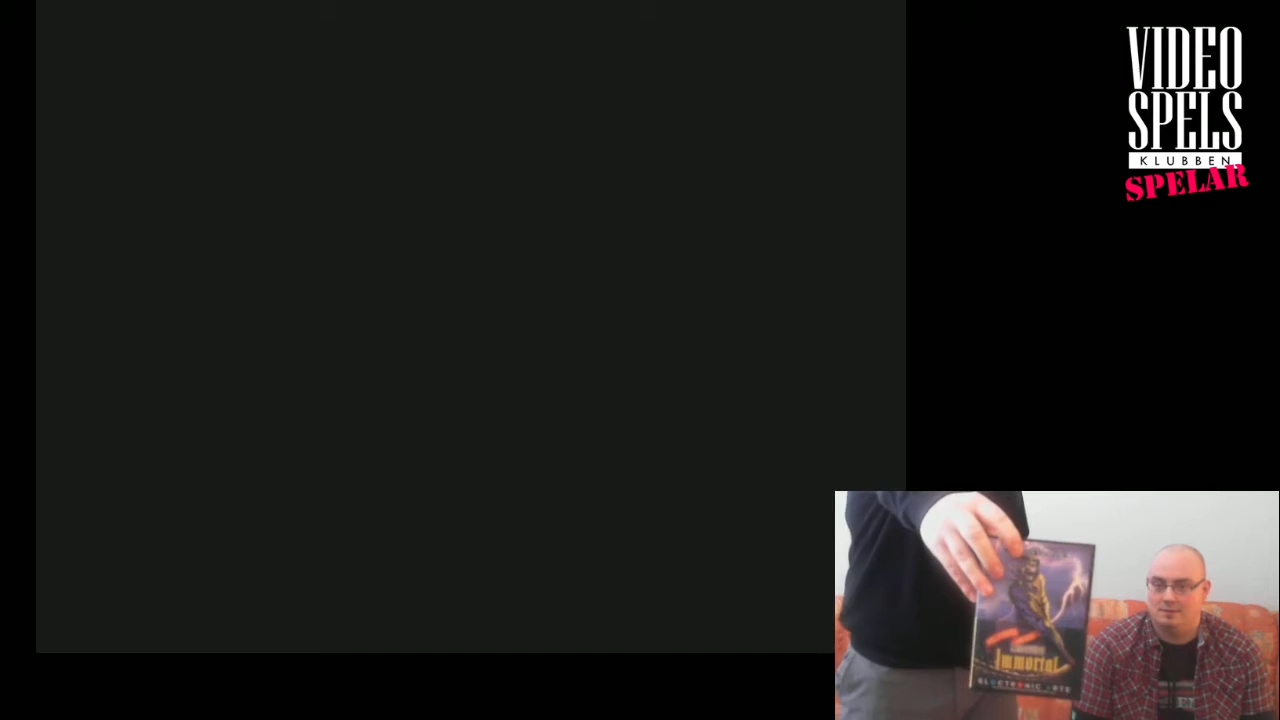 VIDEO
SPELS
KLUBBEN
SPELAR
Immortal
ELECTRONIC ARTS